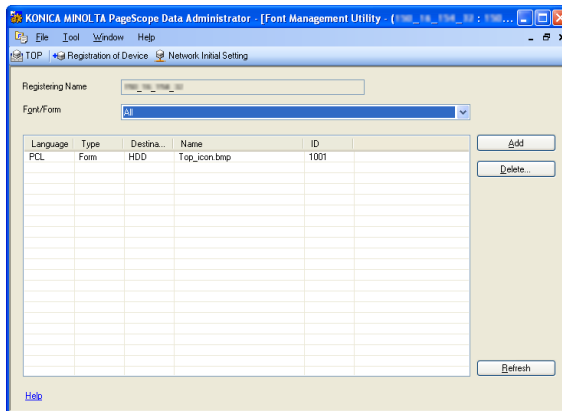 KONICA MINOLTA PageScope Data Administrator - [Font Management Utility - (
File Tool Window Help
TOP Registration of Device Network Initial Setting
Registering Name
Font/Form All
Language Type Destina... Name ID
PCL Form HDD Top_icon.bmp 1001
Add
Delete...
Refresh
Help